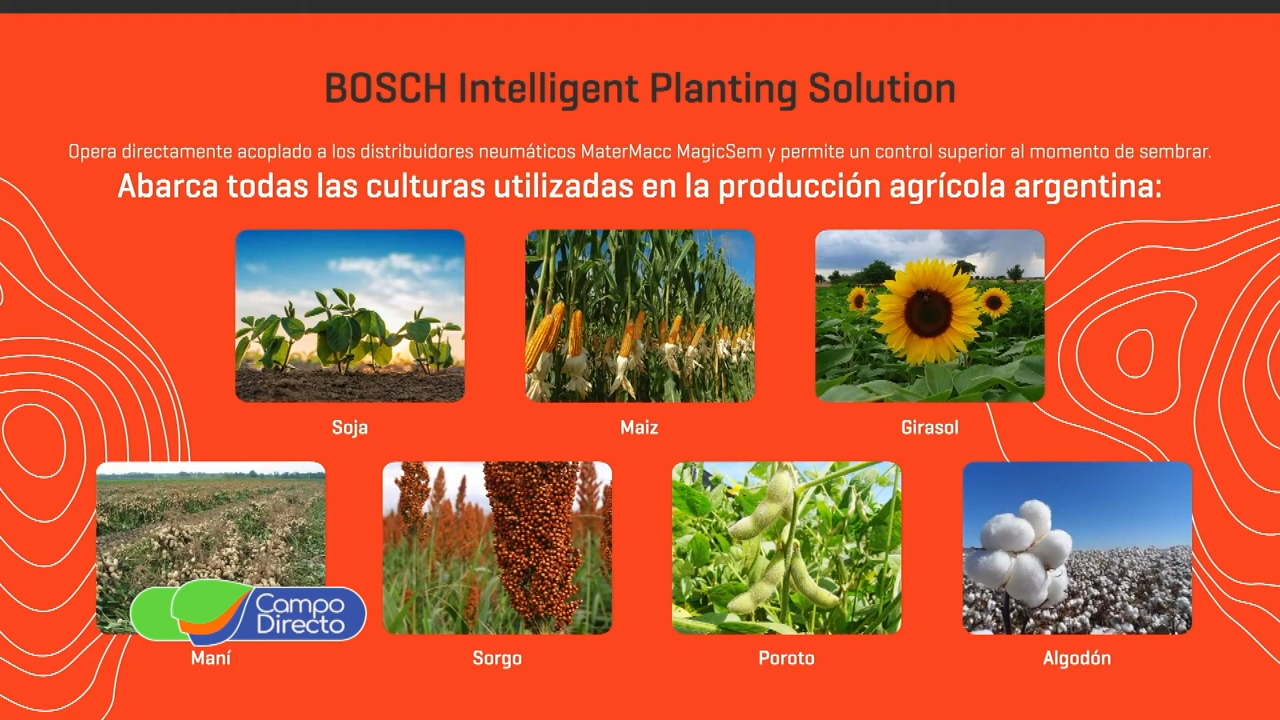 BOSCH Intelligent Planting Solution
Opera directamente acoplado a los distribuidores neumáticos MaterMacc MagicSem y permite un control superior al momento de sembrar.
Abarca todas las culturas utilizadas en la producción agrícola argentina:
Soja
Maiz
Girasol
Campo
Directo
Maní
Sorgo
Poroto
Algodón